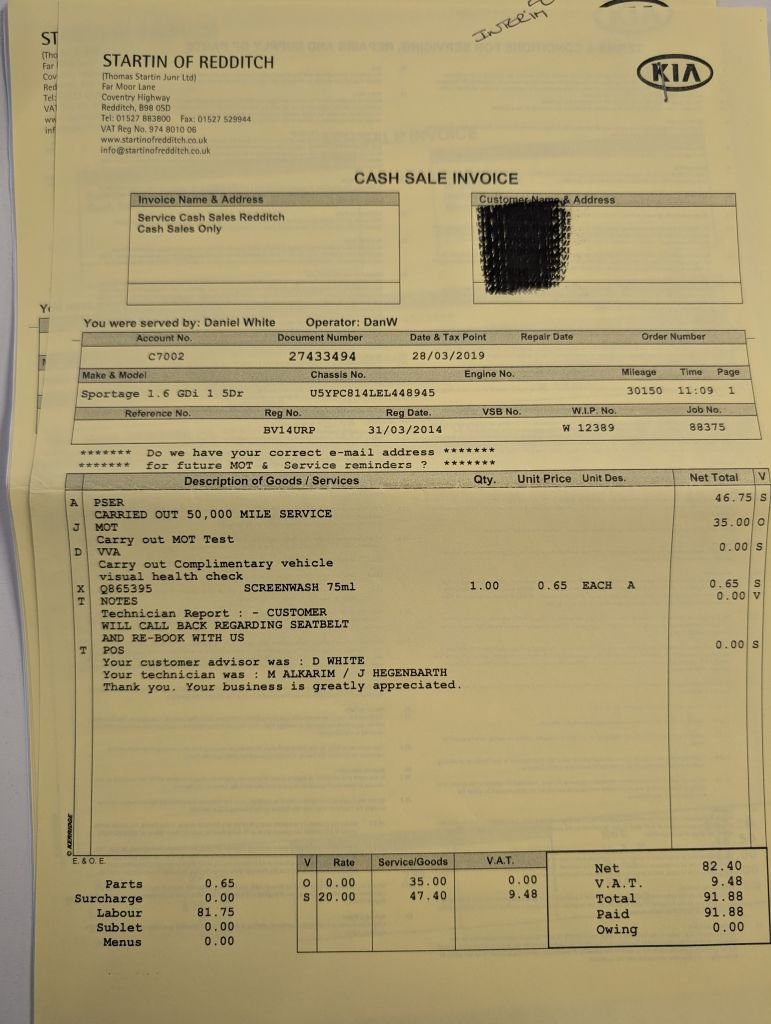 INTERIM
ST
(Tho
Far
Cov
Red
Tel:
VAT
ww
inf
STARTIN OF REDDITCH
(Thomas Startin Junr Ltd)
Far Moor Lane
Coventry Highway
Redditch, B98 0SD
Tel: 01527 883800 Fax: 01527 529944
VAT Reg No. 974 8010 06
www.startinofredditch.co.uk
info@startinofredditch.co.uk
KIA
CASH SALE INVOICE
Invoice Name & Address
Service Cash Sales Redditch
Cash Sales Only
Customer Name & Address
You were served by: Daniel White Operator: DanW
Account No. Document Number Date & Tax Point Repair Date Order Number
C7002 27433494 28/03/2019
Make & Model Chassis No. Engine No. Mileage Time Page
Sportage 1.6 GDi 1 5Dr U5YPC814LEL448945 30150 11:09 1
Reference No. Reg No. Reg Date. VSB No. W.I.P. No. Job No.
BV14URP 31/03/2014 W 12389 88375
******* Do we have your correct e-mail address *******
******* for future MOT & Service reminders ? *******
Description of Goods / Services Qty. Unit Price Unit Des. Net Total V
A PSER 46.75 S
CARRIED OUT 50,000 MILE SERVICE
J MOT 35.00 O
Carry out MOT Test
D VVA 0.00 S
Carry out Complimentary vehicle
visual health check
X Q865395 SCREENWASH 75ml 1.00 0.65 EACH A 0.65 S
T NOTES 0.00 V
Technician Report : - CUSTOMER
WILL CALL BACK REGARDING SEATBELT
AND RE-BOOK WITH US
T POS 0.00 S
Your customer advisor was : D WHITE
Your technician was : M ALKARIM / J HEGENBARTH
Thank you. Your business is greatly appreciated.
© KERRIDGE
E. & O. E.
Parts 0.65
Surcharge 0.00
Labour 81.75
Sublet 0.00
Menus 0.00
V Rate Service/Goods V.A.T.
O 0.00 35.00 0.00
S 20.00 47.40 9.48
Net 82.40
V.A.T. 9.48
Total 91.88
Paid 91.88
Owing 0.00